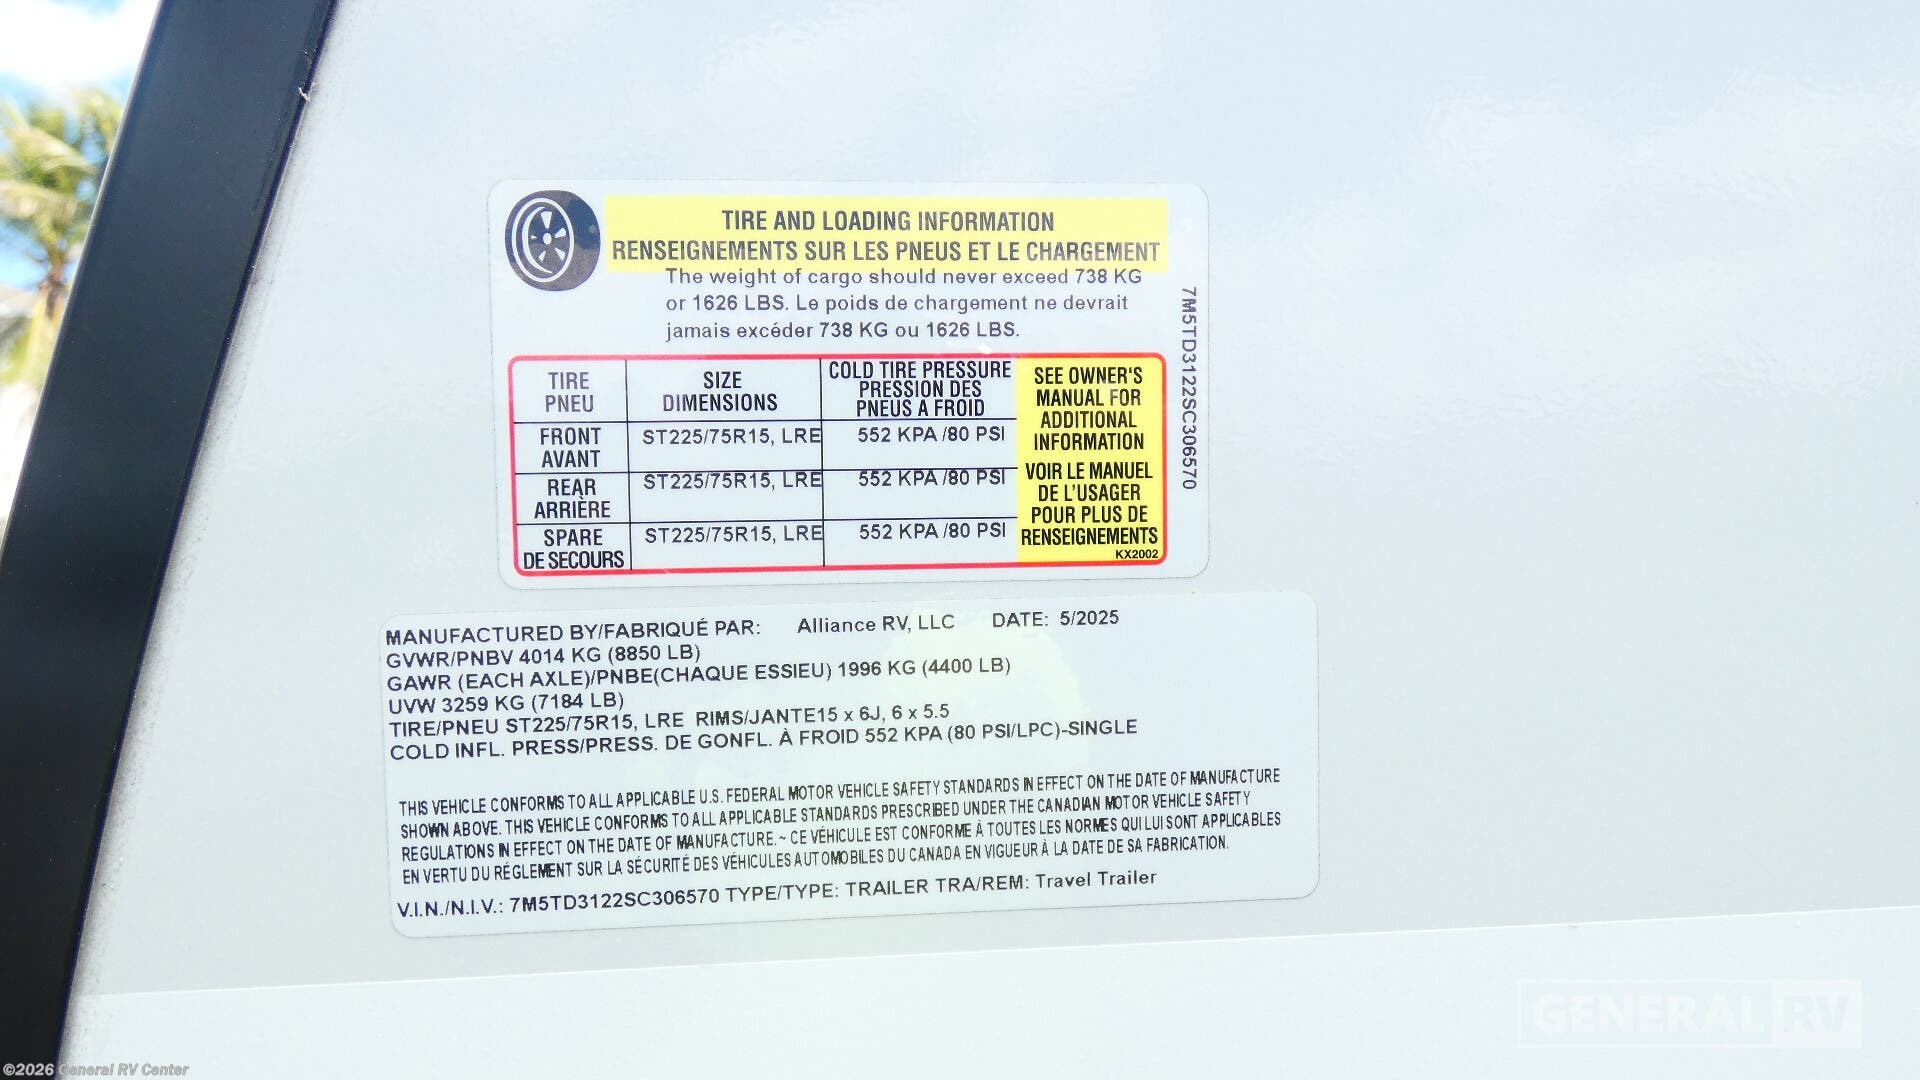 TIRE AND LOADING INFORMATION
RENSEIGNEMENTS SUR LES PNEUS ET LE CHARGEMENT
The weight of cargo should never exceed 738 KG
or 1626 LBS. Le poids de chargement ne devrait
jamais excéder 738 KG ou 1626 LBS.
TIRE
PNEU
SIZE
DIMENSIONS
COLD TIRE PRESSURE
PRESSION DES
PNEUS A FROID
FRONT
AVANT
ST225/75R15, LRE
552 KPA /80 PSI
REAR
ARRIÈRE
ST225/75R15, LRE
552 KPA /80 PSI
SPARE
DE SECOURS
ST225/75R15, LRE
552 KPA /80 PSI
SEE OWNER'S
MANUAL FOR
ADDITIONAL
INFORMATION
VOIR LE MANUEL
DE L'USAGER
POUR PLUS DE
RENSEIGNEMENTS
KX2002
7M5TD3122SC306570
MANUFACTURED BY/FABRIQUÉ PAR: Alliance RV, LLC DATE: 5/2025
GVWR/PNBV 4014 KG (8850 LB)
GAWR (EACH AXLE)/PNBE(CHAQUE ESSIEU) 1996 KG (4400 LB)
UVW 3259 KG (7184 LB)
TIRE/PNEU ST225/75R15, LRE RIMS/JANTE15 x 6J, 6 x 5.5
COLD INFL. PRESS/PRESS. DE GONFL. À FROID 552 KPA (80 PSI/LPC)-SINGLE
THIS VEHICLE CONFORMS TO ALL APPLICABLE U.S. FEDERAL MOTOR VEHICLE SAFETY STANDARDS IN EFFECT ON THE DATE OF MANUFACTURE
SHOWN ABOVE. THIS VEHICLE CONFORMS TO ALL APPLICABLE STANDARDS PRESCRIBED UNDER THE CANADIAN MOTOR VEHICLE SAFETY
REGULATIONS IN EFFECT ON THE DATE OF MANUFACTURE. ~ CE VÉHICULE EST CONFORME À TOUTES LES NORMES QUI LUI SONT APPLICABLES
EN VERTU DU RÉGLEMENT SUR LA SÉCURITÉ DES VÉHICULES AUTOMOBILES DU CANADA EN VIGUEUR À LA DATE DE SA FABRICATION.
V.I.N./N.I.V.: 7M5TD3122SC306570 TYPE/TYPE: TRAILER TRA/REM: Travel Trailer
GENERAL RV
©2026 General RV Center